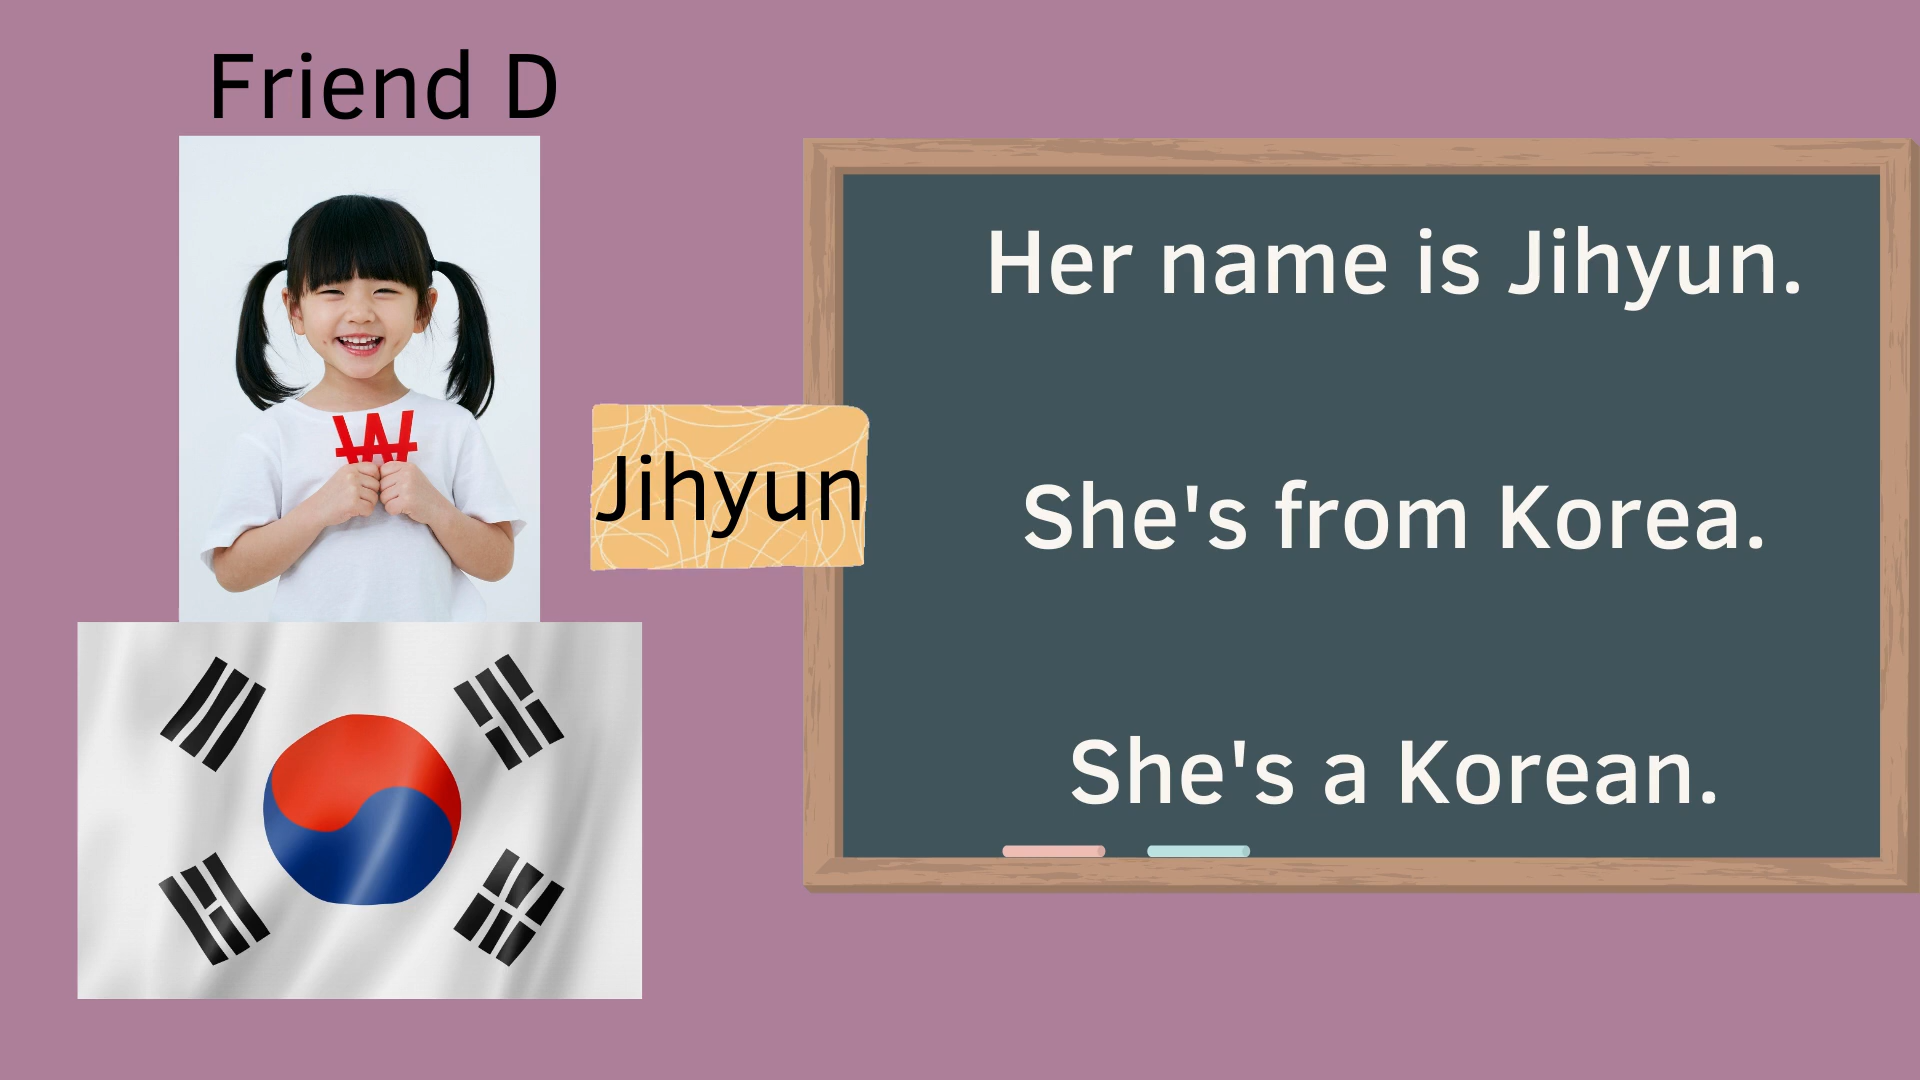 Friend D
Her name is Jihyun.
Jihyun
She's from Korea.
She's a Korean.